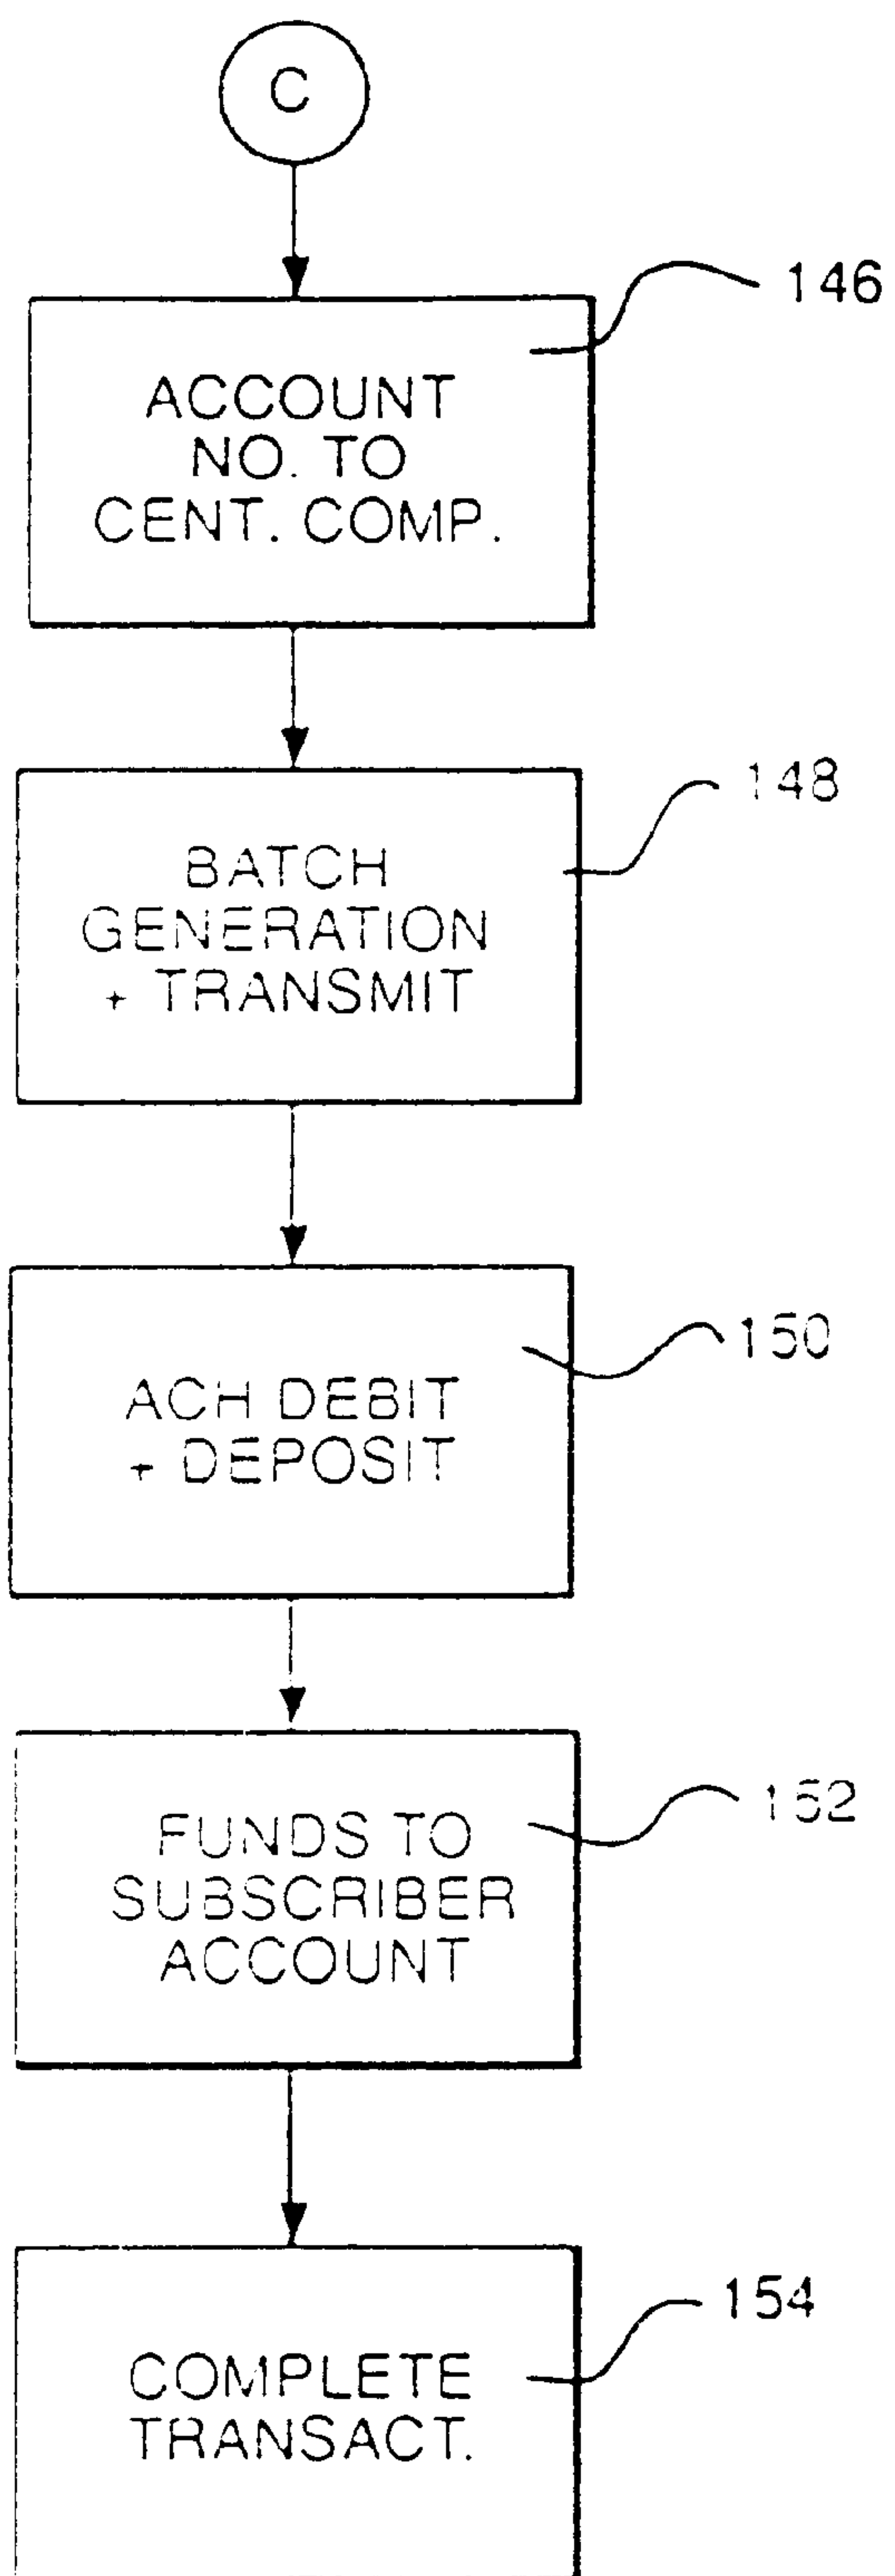 C
146
ACCOUNT
NO. TO
CENT. COMP.
148
BATCH
GENERATION
+ TRANSMIT
150
ACH DEBIT
+ DEPOSIT
152
FUNDS TO
SUBSCRIBER
ACCOUNT
154
COMPLETE
TRANSACT.